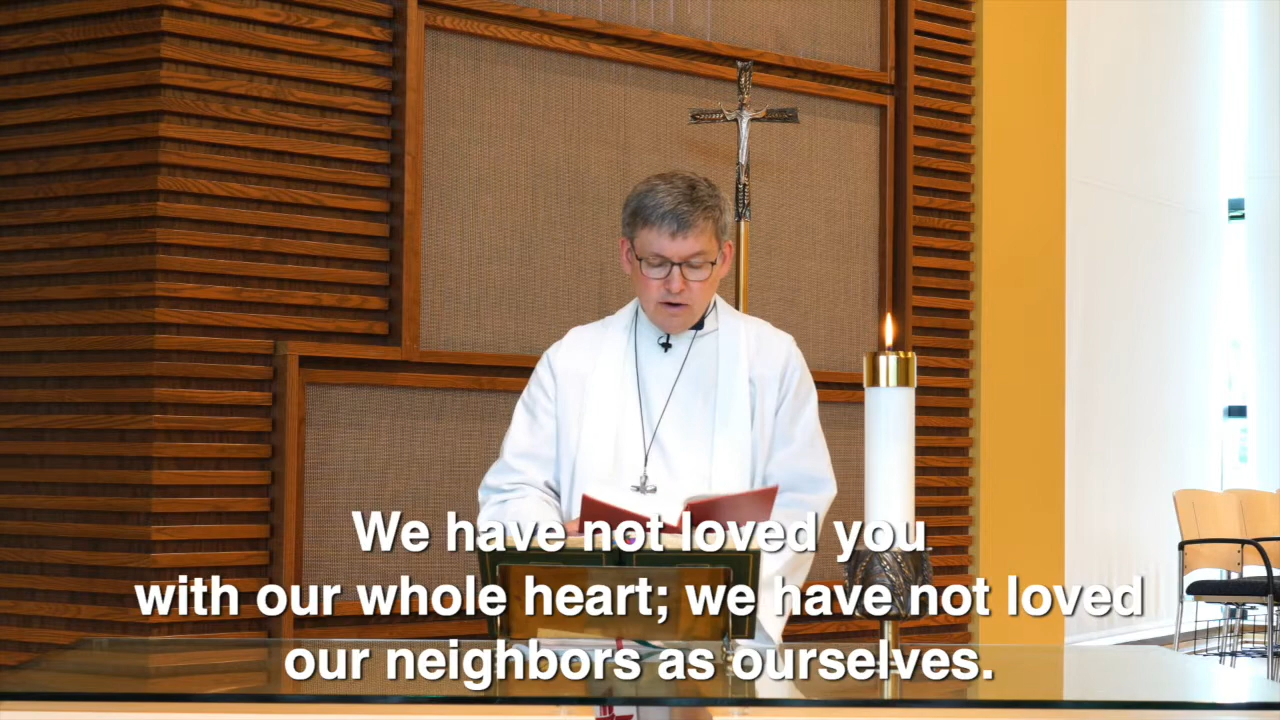 We have not loved you
with our whole heart; we have not loved
our neighbors as ourselves.